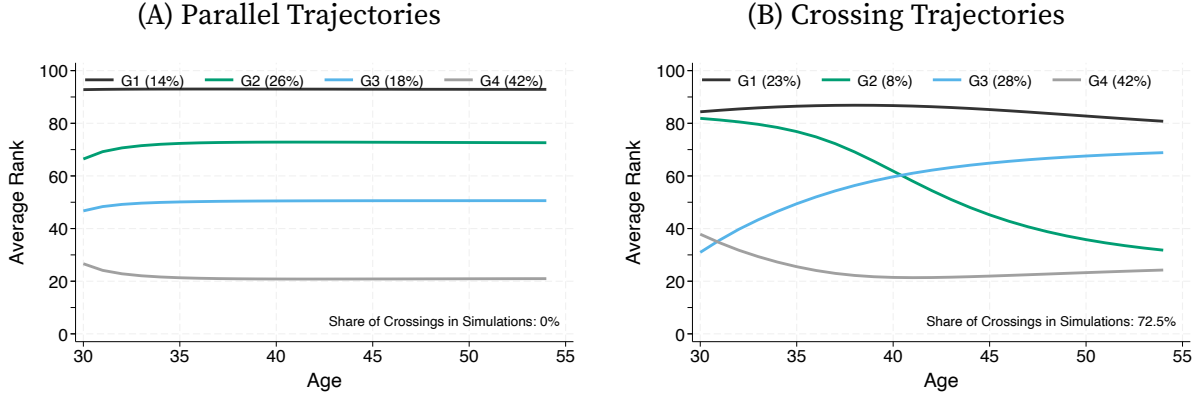 (A) Parallel Trajectories
G1 (14%) G2 (26%) G3 (18%) G4 (42%)
Average Rank
100
80
60
40
20
0
Share of Crossings in Simulations: 0%
30 35 40 45 50 55
Age
(B) Crossing Trajectories
G1 (23%) G2 (8%) G3 (28%) G4 (42%)
Average Rank
100
80
60
40
20
0
Share of Crossings in Simulations: 72.5%
30 35 40 45 50 55
Age